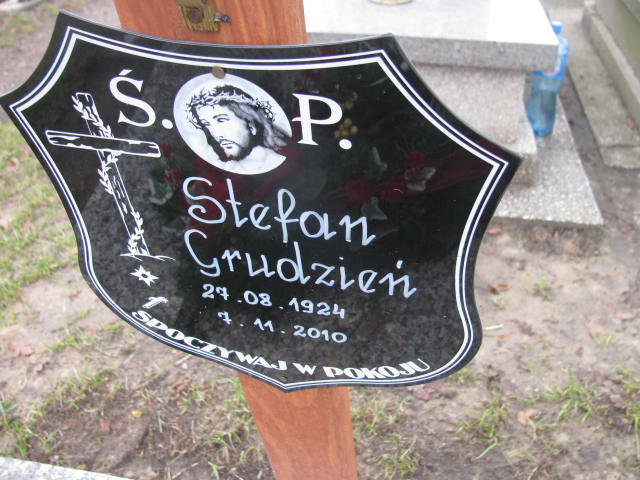 Ś. P.
Stefan
Grudzień
27.08.1924
7.11.2010
SPOCZYWAJ W POKOJU